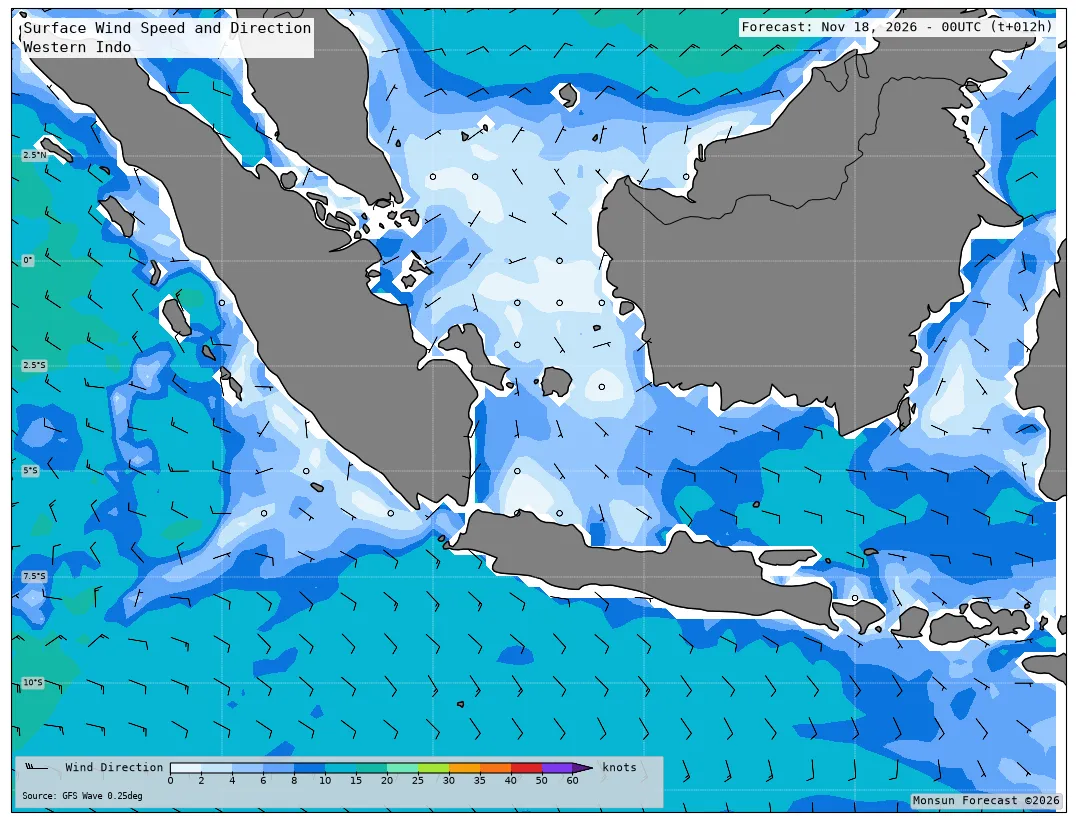 Surface Wind Speed and Direction
Western Indo
Forecast: Nov 18, 2026 - 00UTC (t+012h)
2.5°N
0°
2.5°S
5°S
7.5°S
10°S
Wind Direction
0 2 4 6 8 10 15 20 25 30 35 40 50 60
knots
Source: GFS Wave 0.25deg
Monsun Forecast ©2026